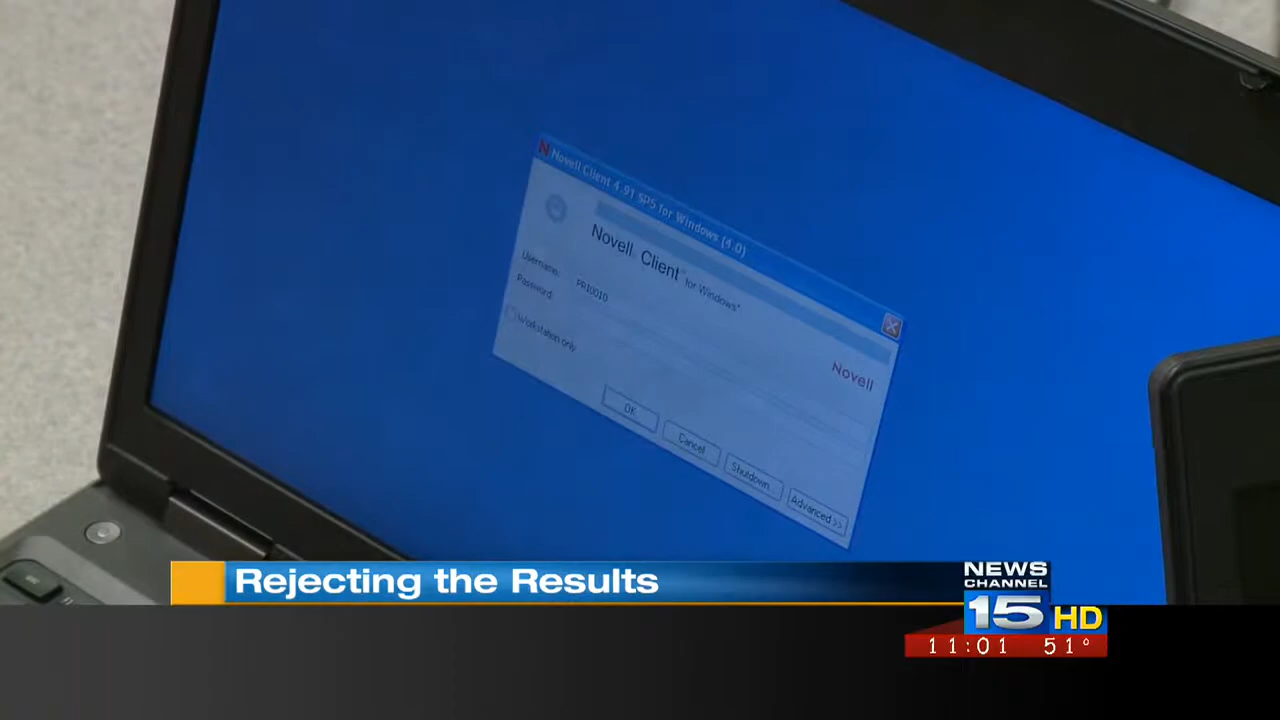 N Novell Client 4.91 SP5 for Windows (4.0)
Novell Client for Windows
Username:
PRI0010
Password:
Workstation only
Novell
OK
Cancel
Shutdown...
Advanced >>
Rejecting the Results
NEWS
CHANNEL
15 HD
11:01 51°